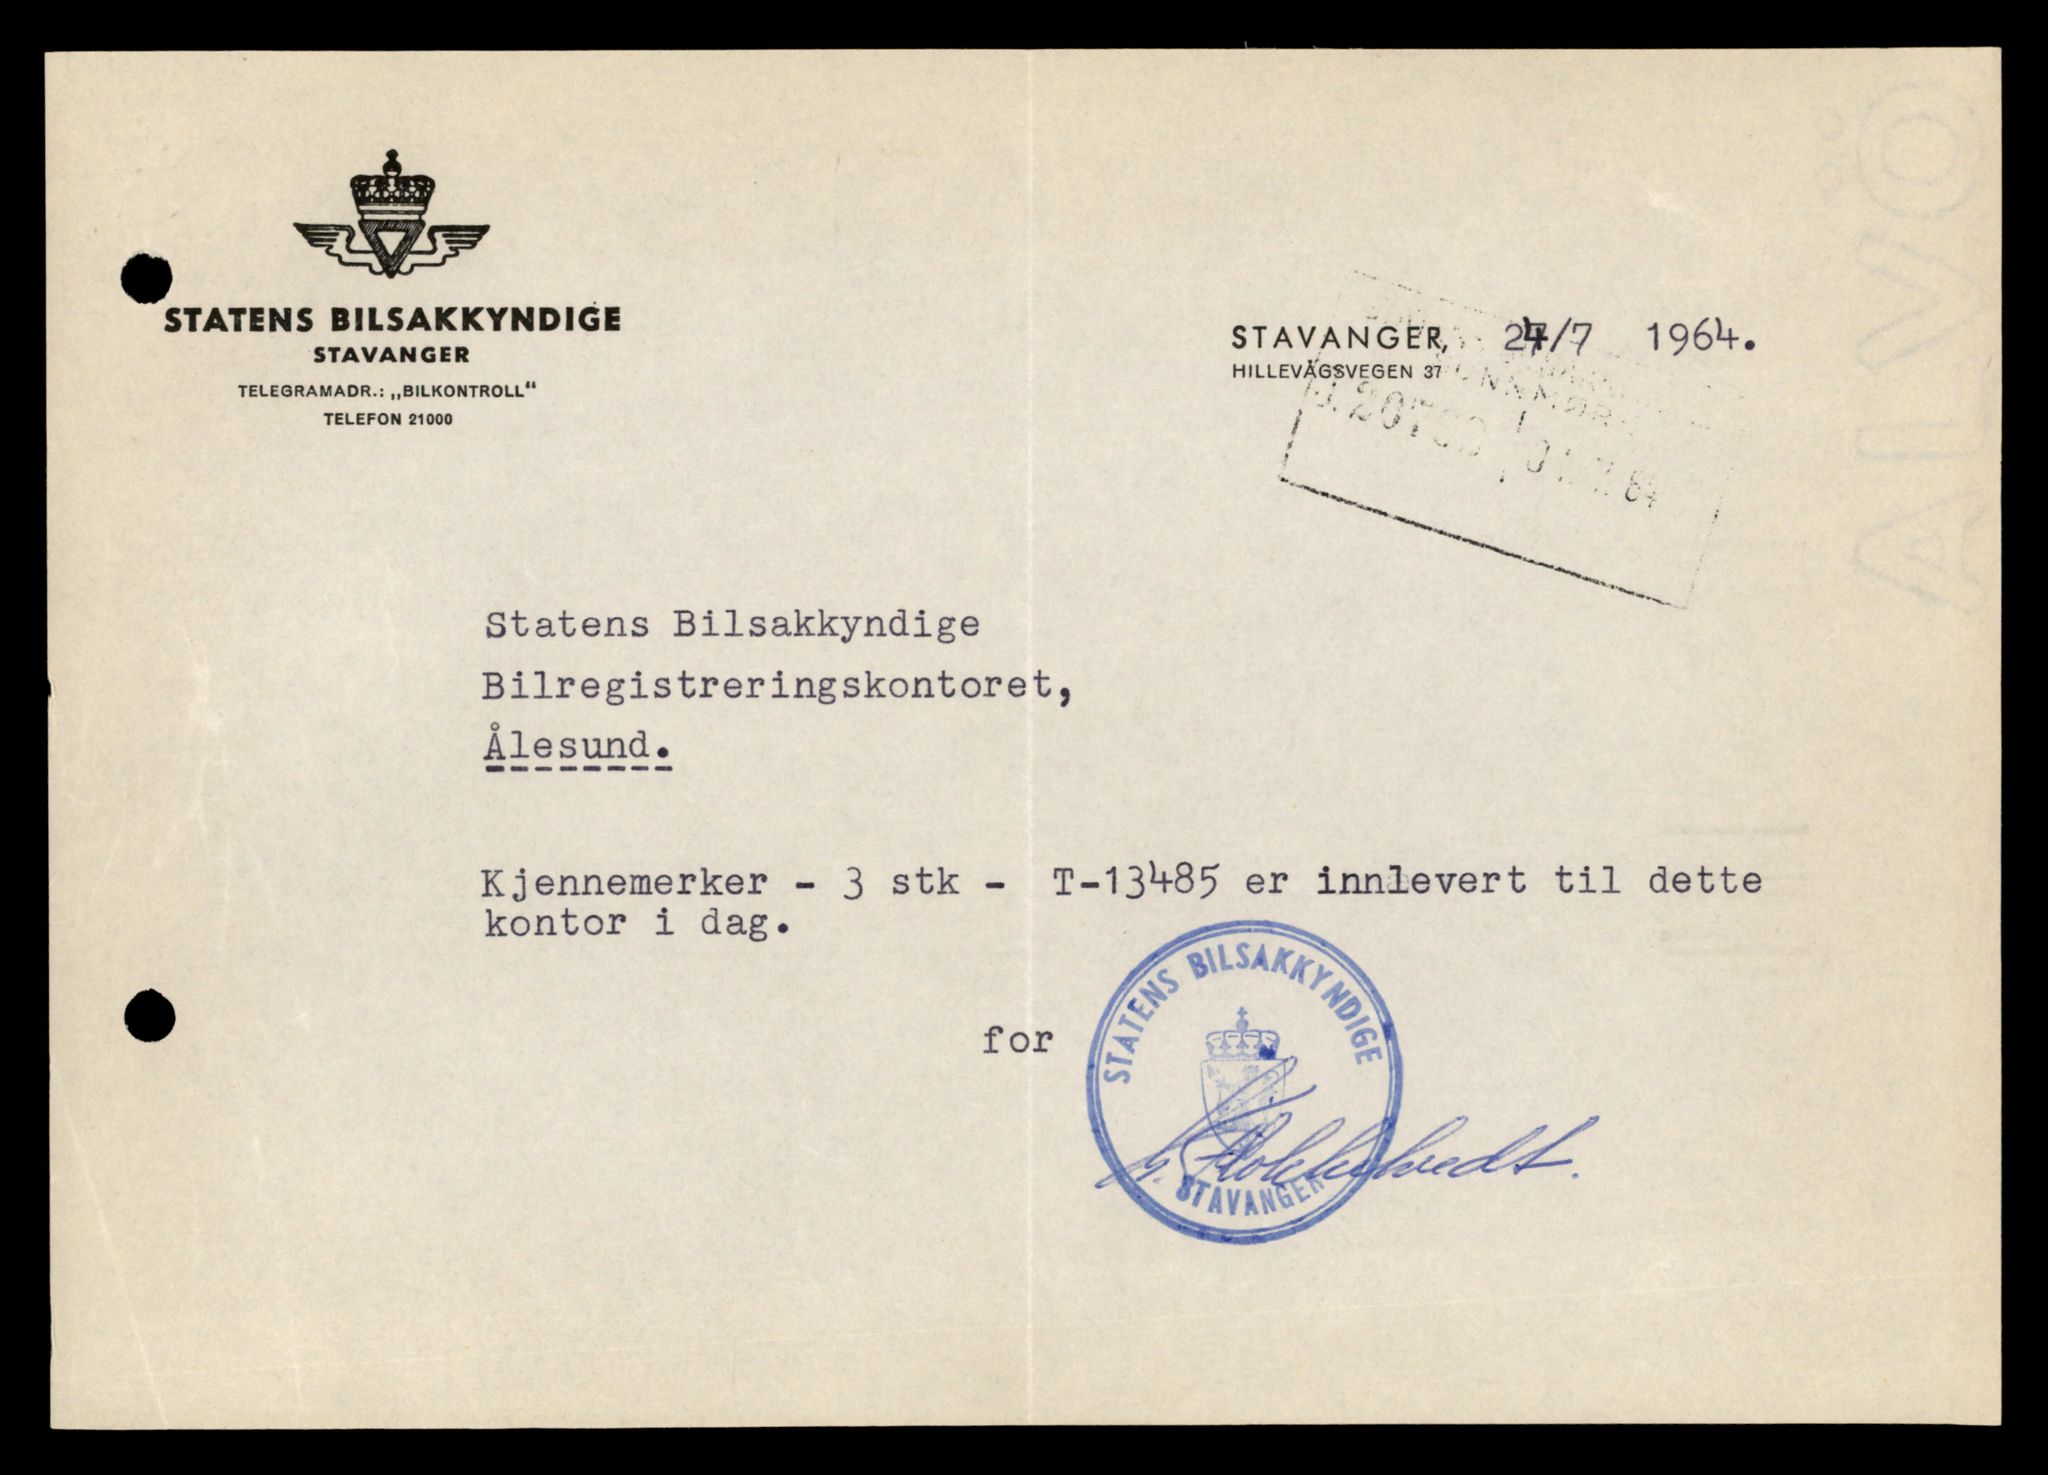 STATENS BILSAKKYNDIGE
STAVANGER
TELEGRAMADR.: „BILKONTROLL“
TELEFON 21000
STAVANGER, 24/7 1964.
HILLEVÅGSVEGEN 37
Statens Bilsakkyndige
Bilregistreringskontoret,
Ålesund.
Kjennemerker - 3 stk - T-13485 er innlevert til dette
kontor i dag.
for
STATENS BILSAKKYNDIGE
STAVANGER